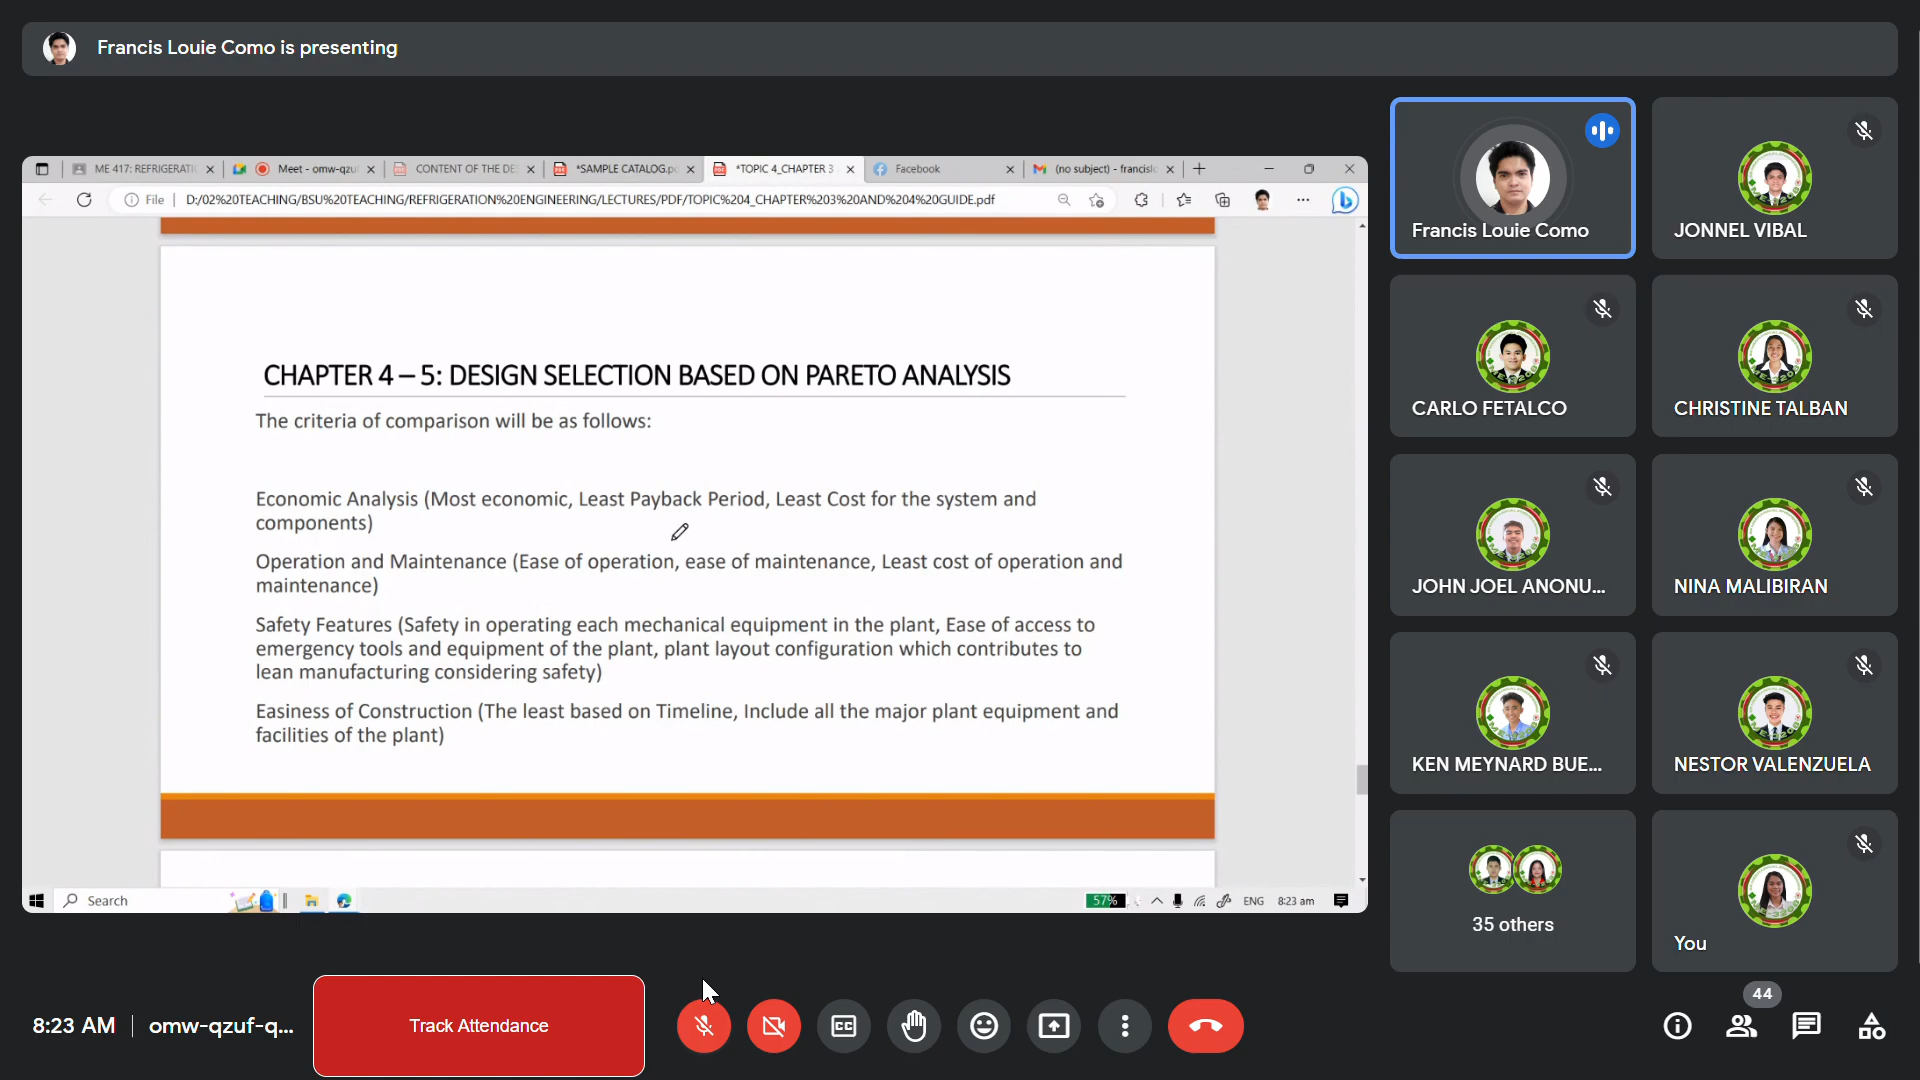 Francis Louie Como is presenting
ME 417: REFRIGERATI
Meet - omw-qzu
CONTENT OF THE DE
*SAMPLE CATALOG.p
*TOPIC 4_CHAPTER 3
Facebook
(no subject) - francislo
File
D:/02%20TEACHING/BSU%20TEACHING/REFRIGERATION%20ENGINEERING/LECTURES/PDF/TOPIC%204_CHAPTER%203%20AND%204%20GUIDE.pdf
CHAPTER 4 – 5: DESIGN SELECTION BASED ON PARETO ANALYSIS
The criteria of comparison will be as follows:
Economic Analysis (Most economic, Least Payback Period, Least Cost for the system and
components)
Operation and Maintenance (Ease of operation, ease of maintenance, Least cost of operation and
maintenance)
Safety Features (Safety in operating each mechanical equipment in the plant, Ease of access to
emergency tools and equipment of the plant, plant layout configuration which contributes to
lean manufacturing considering safety)
Easiness of Construction (The least based on Timeline, Include all the major plant equipment and
facilities of the plant)
Search
57%
ENG
8:23 am
Francis Louie Como
JONNEL VIBAL
CARLO FETALCO
CHRISTINE TALBAN
JOHN JOEL ANONU...
NINA MALIBIRAN
KEN MEYNARD BUE...
NESTOR VALENZUELA
35 others
You
8:23 AM
omw-qzuf-q...
Track Attendance
44